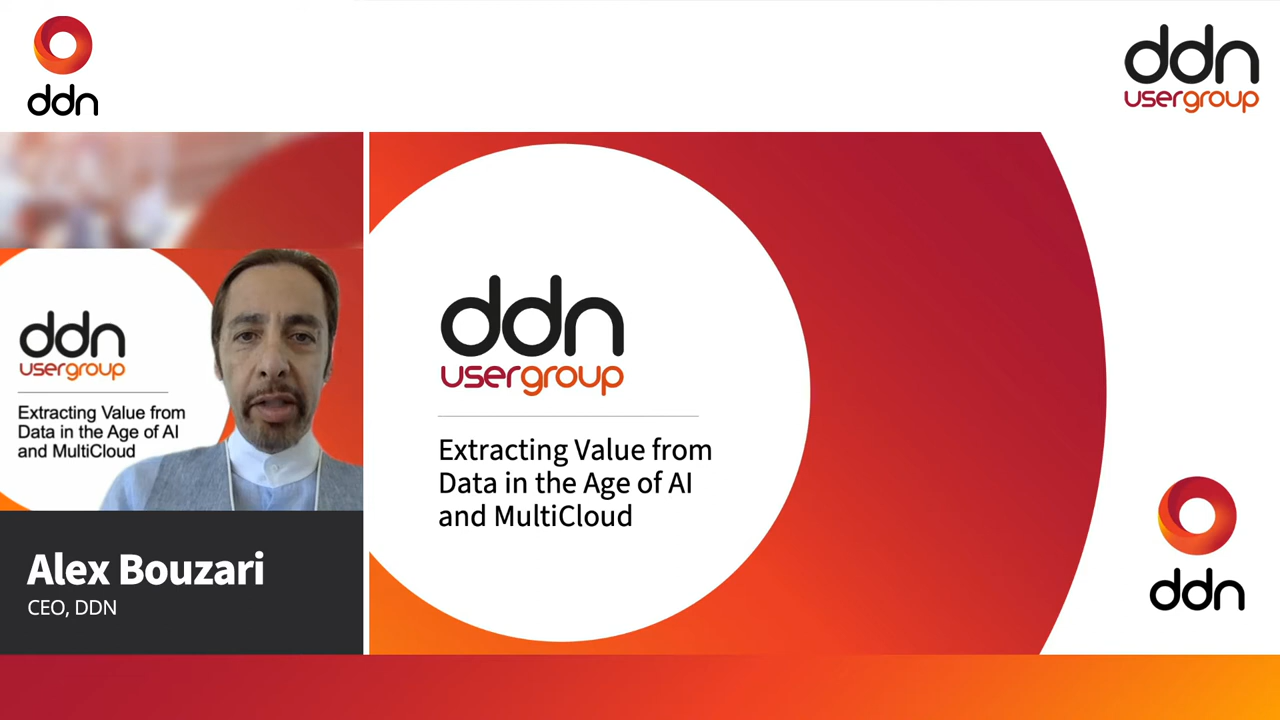 ddn
ddn
usergroup
ddn
usergroup
Extracting Value from
Data in the Age of AI
and MultiCloud
Alex Bouzari
CEO, DDN
ddn
usergroup
Extracting Value from
Data in the Age of AI
and MultiCloud
ddn